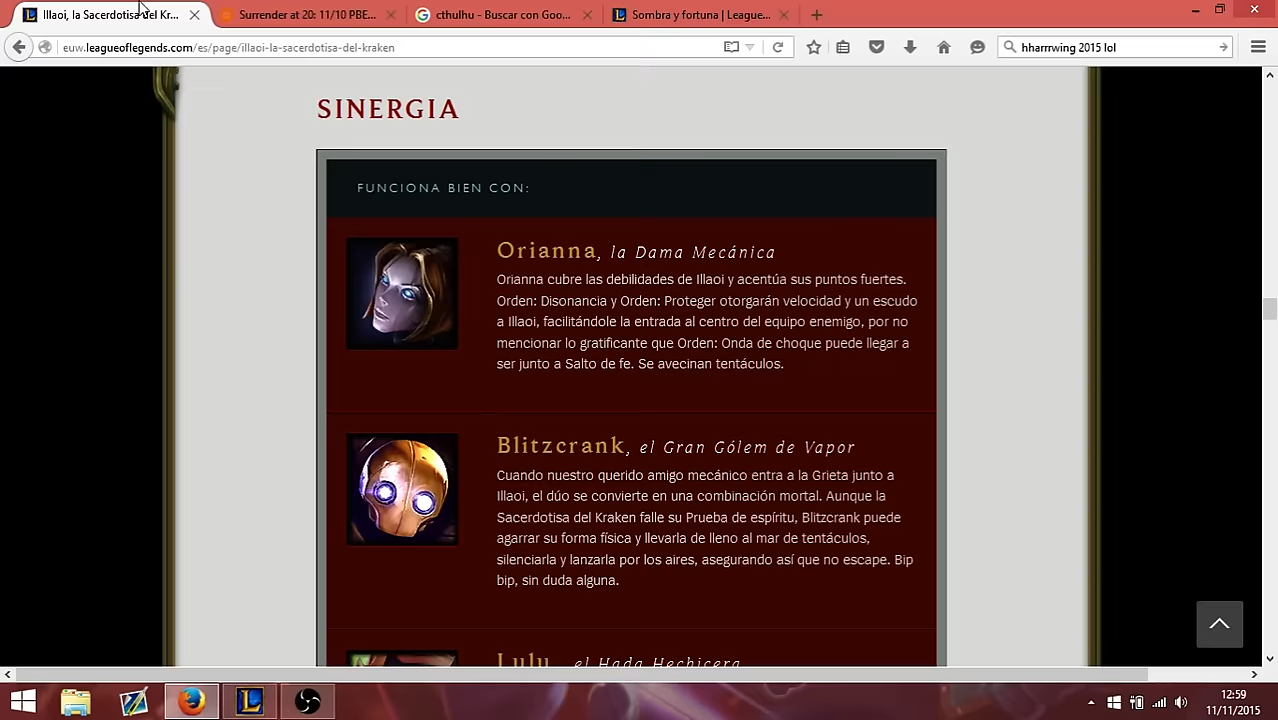 Illaoi, la Sacerdotisa del Kr...
Surrender at 20: 11/10 PBE...
cthulhu - Buscar con Goo...
Sombra y fortuna | League...
euw.leagueoflegends.com/es/page/illaoi-la-sacerdotisa-del-kraken
hharrrwing 2015 lol
SINERGIA
FUNCIONA BIEN CON:
Orianna, la Dama Mecánica
Orianna cubre las debilidades de Illaoi y acentúa sus puntos fuertes.
Orden: Disonancia y Orden: Proteger otorgarán velocidad y un escudo
a Illaoi, facilitándole la entrada al centro del equipo enemigo, por no
mencionar lo gratificante que Orden: Onda de choque puede llegar a
ser junto a Salto de fe. Se avecinan tentáculos.
Blitzcrank, el Gran Gólem de Vapor
Cuando nuestro querido amigo mecánico entra a la Grieta junto a
Illaoi, el dúo se convierte en una combinación mortal. Aunque la
Sacerdotisa del Kraken falle su Prueba de espíritu, Blitzcrank puede
agarrar su forma física y llevarla de lleno al mar de tentáculos,
silenciarla y lanzarla por los aires, asegurando así que no escape. Bip
bip, sin duda alguna.
Lulu, el Hada Hechicera
12:59
11/11/2015